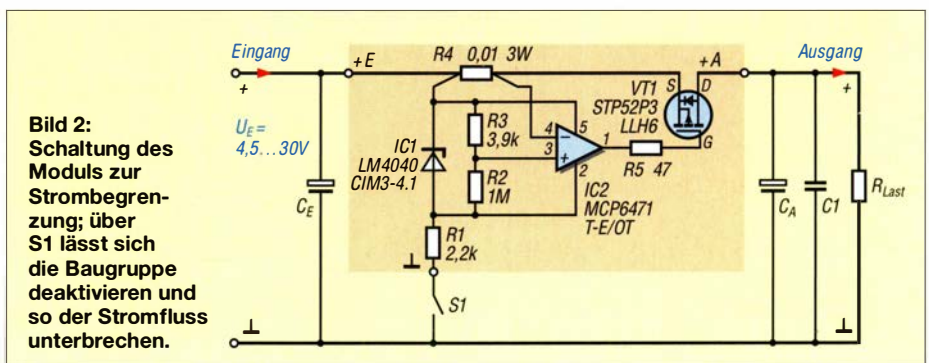 Bild 2:
Schaltung des
Moduls zur
Strombegren-
zung; über
S1 lässt sich
die Baugruppe
deaktivieren und
so der Stromfluss
unterbrechen.
Eingang
+
U_E =
4,5...30V
C_E
⊥
+E
R4 0,01 3W
IC1
LM4040
CIM3-4.1
R3
3,9k
R2
1M
R1
2,2k
⊥
S1
4
−
3
+
5
1
2
IC2
MCP6471
T-E/OT
R5 47
VT1
STP52P3
LLH6
S
D
G
+A
Ausgang
+
C_A
C1
R_Last
⊥